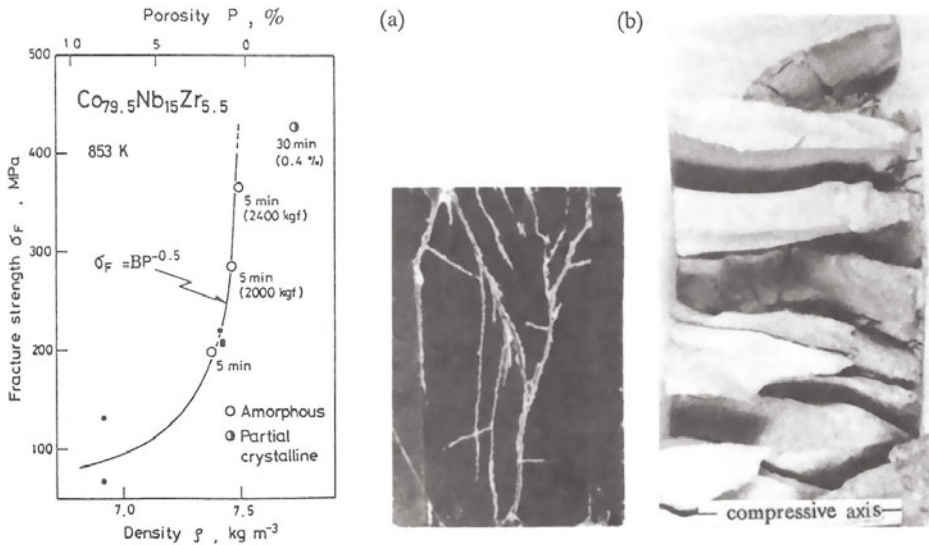 Porosity P , %
10 5 0
500
400
300
200
100
Fracture strength σF , MPa
Co79.5Nb15Zr5.5
853 K
30 min
(0.4 %)
5 min
(2400 kgf)
σF =BP-0.5
5 min
(2000 kgf)
5 min
Amorphous
Partial
crystalline
7.0 7.5
Density ρ , kg m-3
(a)
(b)
compressive axis